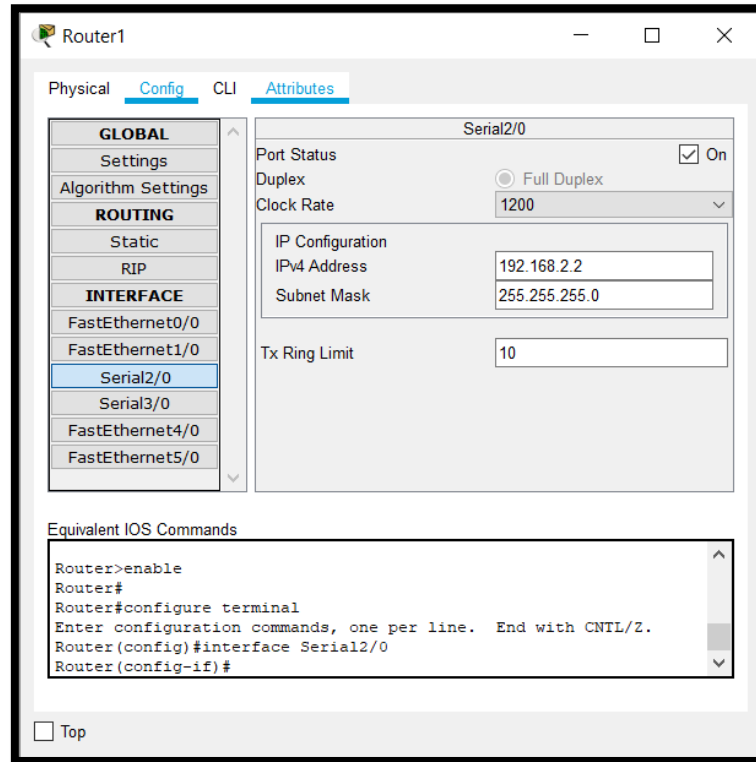 Router1
Physical Config CLI Attributes
GLOBAL
Settings
Algorithm Settings
ROUTING
Static
RIP
INTERFACE
FastEthernet0/0
FastEthernet1/0
Serial2/0
Serial3/0
FastEthernet4/0
FastEthernet5/0
Serial2/0
Port Status On
Duplex Full Duplex
Clock Rate 1200
IP Configuration
IPv4 Address 192.168.2.2
Subnet Mask 255.255.255.0
Tx Ring Limit 10
Equivalent IOS Commands
Router>enable
Router#
Router#configure terminal
Enter configuration commands, one per line. End with CNTL/Z.
Router(config)#interface Serial2/0
Router(config-if)#
Top